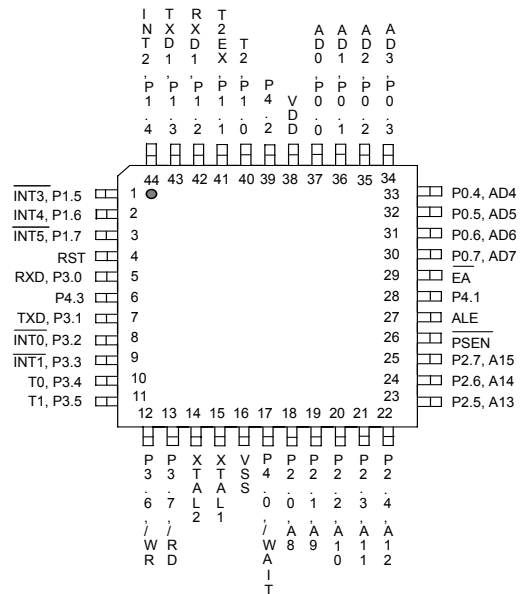 INT2, P1.4
TXD1, P1.3
RXD1, P1.2
T2EX, P1.1
T2, P1.0
P4.2
VDD
AD0, P0.0
AD1, P0.1
AD2, P0.2
AD3, P0.3
44 43 42 41 40 39 38 37 36 35 34
INT3, P1.5 1
INT4, P1.6 2
INT5, P1.7 3
RST 4
RXD, P3.0 5
P4.3 6
TXD, P3.1 7
INT0, P3.2 8
INT1, P3.3 9
T0, P3.4 10
T1, P3.5 11
33 P0.4, AD4
32 P0.5, AD5
31 P0.6, AD6
30 P0.7, AD7
29 EA
28 P4.1
27 ALE
26 PSEN
25 P2.7, A15
24 P2.6, A14
23 P2.5, A13
12 13 14 15 16 17 18 19 20 21 22
P3.6, /WR
P3.7, /RD
XTAL2
XTAL1
VSS
P4.0, /WAIT
P2.0, A8
P2.1, A9
P2.2, A10
P2.3, A11
P2.4, A12